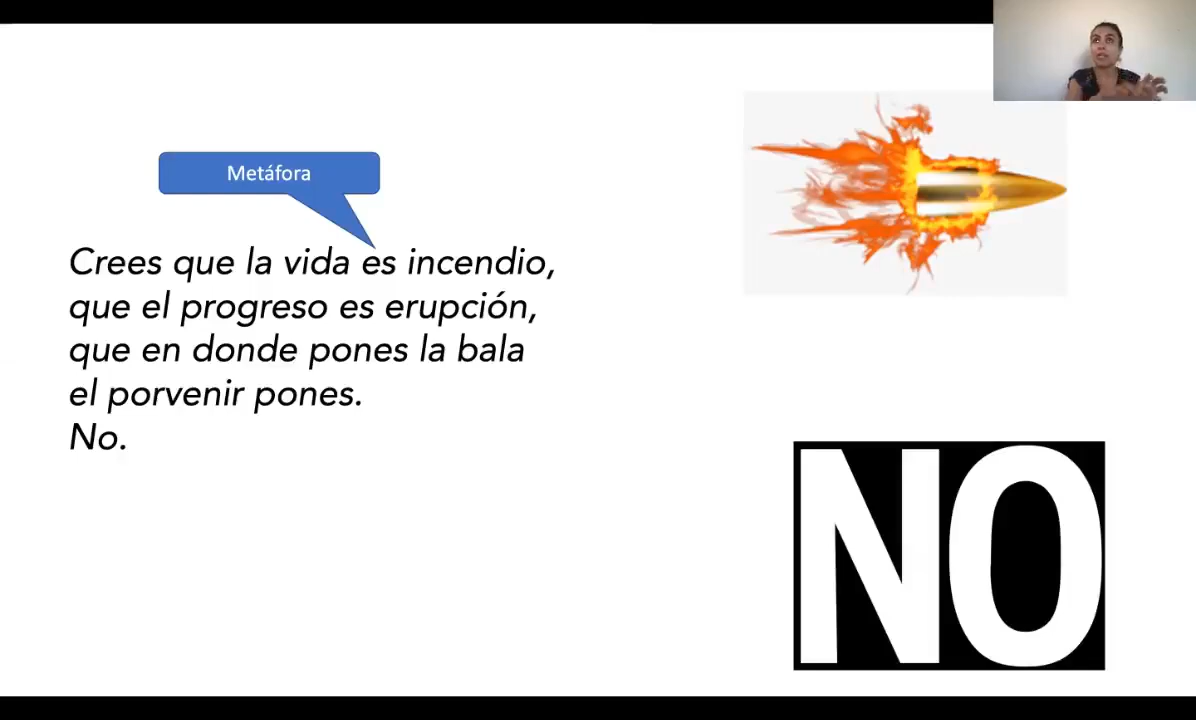 Metáfora
Crees que la vida es incendio,
que el progreso es erupción,
que en donde pones la bala
el porvenir pones.
No.
NO